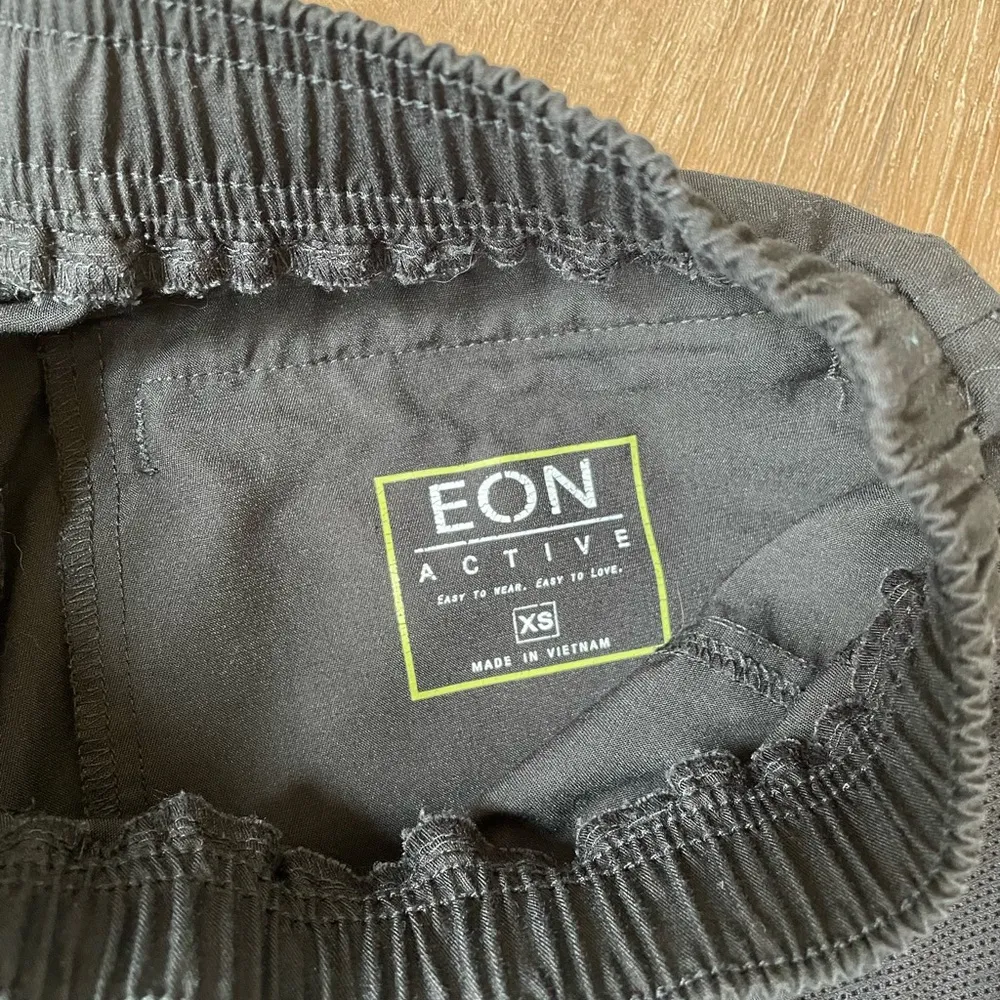 EON
ACTIVE
EASY TO WEAR. EASY TO LOVE.
XS
MADE IN VIETNAM